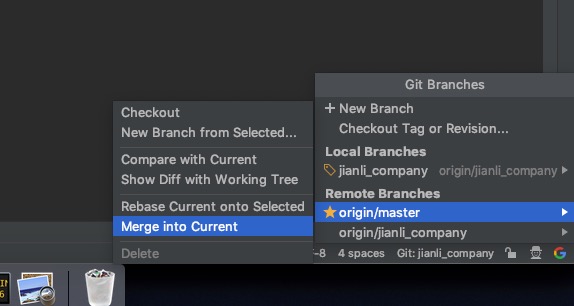 Git Branches
New Branch
Checkout Tag or Revision...
Local Branches
jianli_company origin/jianli_company
Remote Branches
origin/master
origin/jianli_company
Checkout
New Branch from Selected...
Compare with Current
Show Diff with Working Tree
Rebase Current onto Selected
Merge into Current
Delete
F-8 4 spaces Git: jianli_company